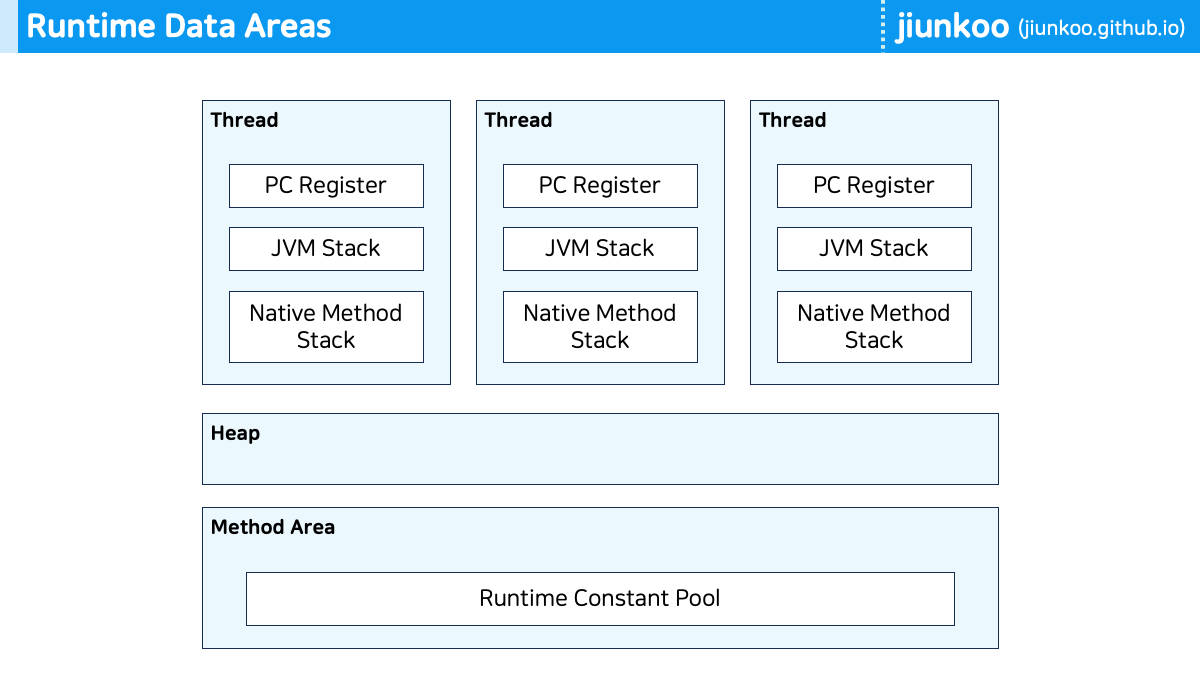 Runtime Data Areas
jiunkoo (jiunkoo.github.io)
Thread
PC Register
JVM Stack
Native Method
Stack
Thread
PC Register
JVM Stack
Native Method
Stack
Thread
PC Register
JVM Stack
Native Method
Stack
Heap
Method Area
Runtime Constant Pool